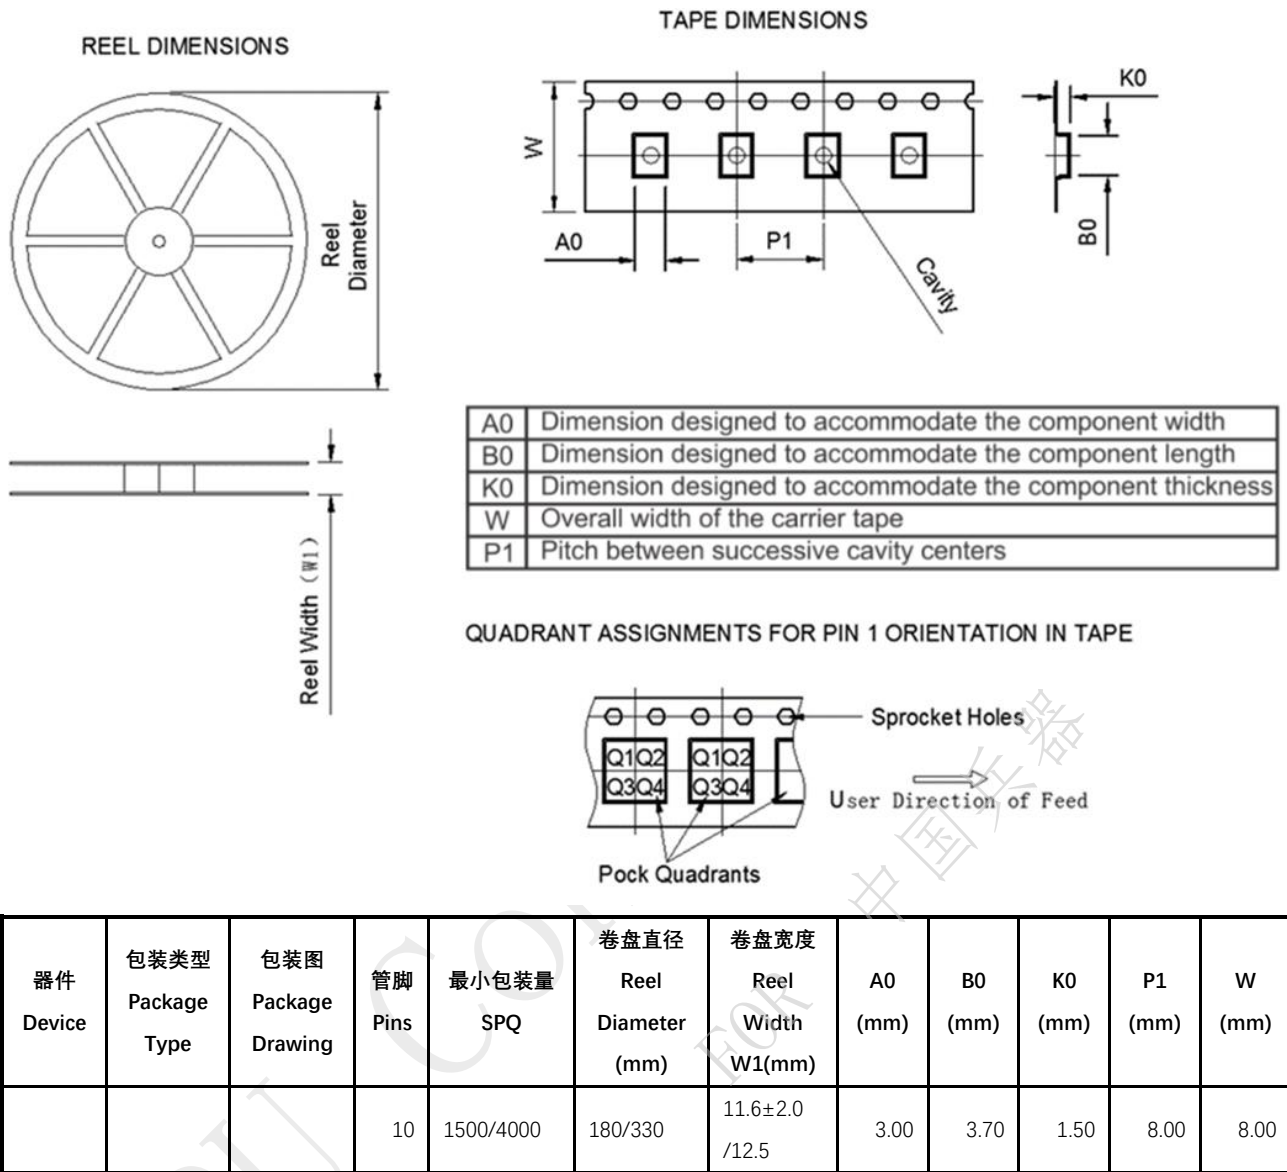 REEL DIMENSIONS
TAPE DIMENSIONS
Reel
Diameter
Reel Width (W1)
W
A0
P1
Cavity
K0
B0
A0 Dimension designed to accommodate the component width
B0 Dimension designed to accommodate the component length
K0 Dimension designed to accommodate the component thickness
W Overall width of the carrier tape
P1 Pitch between successive cavity centers
QUADRANT ASSIGNMENTS FOR PIN 1 ORIENTATION IN TAPE
Sprocket Holes
Q1 Q2 Q1 Q2
Q3 Q4 Q3 Q4
User Direction of Feed
Pock Quadrants
中国兵器
FOR
器件
Device
包装类型
Package
Type
包装图
Package
Drawing
管脚
Pins
最小包装量
SPQ
卷盘直径
Reel
Diameter
(mm)
卷盘宽度
Reel
Width
W1(mm)
A0
(mm)
B0
(mm)
K0
(mm)
P1
(mm)
W
(mm)
10 1500/4000 180/330 11.6±2.0
/12.5 3.00 3.70 1.50 8.00 8.00